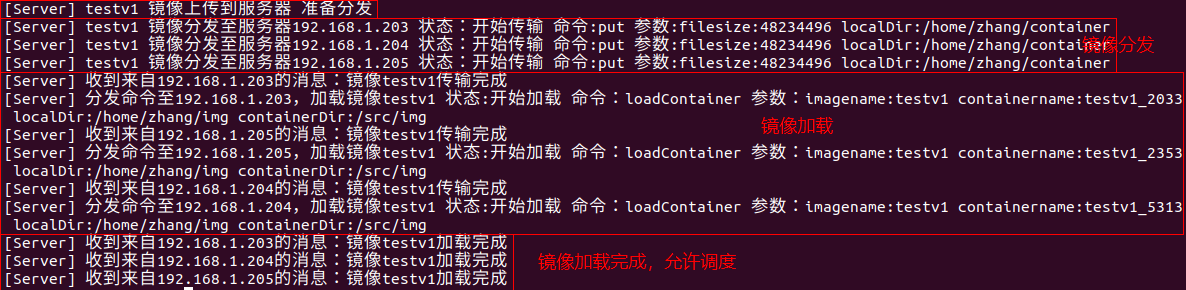 [Server] testv1 镜像上传到服务器 准备分发
[Server] testv1 镜像分发至服务器192.168.1.203 状态：开始传输 命令:put 参数:filesize:48234496 localDir:/home/zhang/container
[Server] testv1 镜像分发至服务器192.168.1.204 状态：开始传输 命令:put 参数:filesize:48234496 localDir:/home/zhang/container
[Server] testv1 镜像分发至服务器192.168.1.205 状态：开始传输 命令:put 参数:filesize:48234496 localDir:/home/zhang/container
镜像分发
[Server] 收到来自192.168.1.203的消息：镜像testv1传输完成
[Server] 分发命令至192.168.1.203，加载镜像testv1 状态:开始加载 命令：loadContainer 参数：imagename:testv1 containername:testv1_2033
localDir:/home/zhang/img containerDir:/src/img
镜像加载
[Server] 收到来自192.168.1.205的消息：镜像testv1传输完成
[Server] 分发命令至192.168.1.205，加载镜像testv1 状态:开始加载 命令：loadContainer 参数：imagename:testv1 containername:testv1_2353
localDir:/home/zhang/img containerDir:/src/img
[Server] 收到来自192.168.1.204的消息：镜像testv1传输完成
[Server] 分发命令至192.168.1.204，加载镜像testv1 状态:开始加载 命令：loadContainer 参数：imagename:testv1 containername:testv1_5313
localDir:/home/zhang/img containerDir:/src/img
[Server] 收到来自192.168.1.203的消息：镜像testv1加载完成
[Server] 收到来自192.168.1.204的消息：镜像testv1加载完成
[Server] 收到来自192.168.1.205的消息：镜像testv1加载完成
镜像加载完成，允许调度